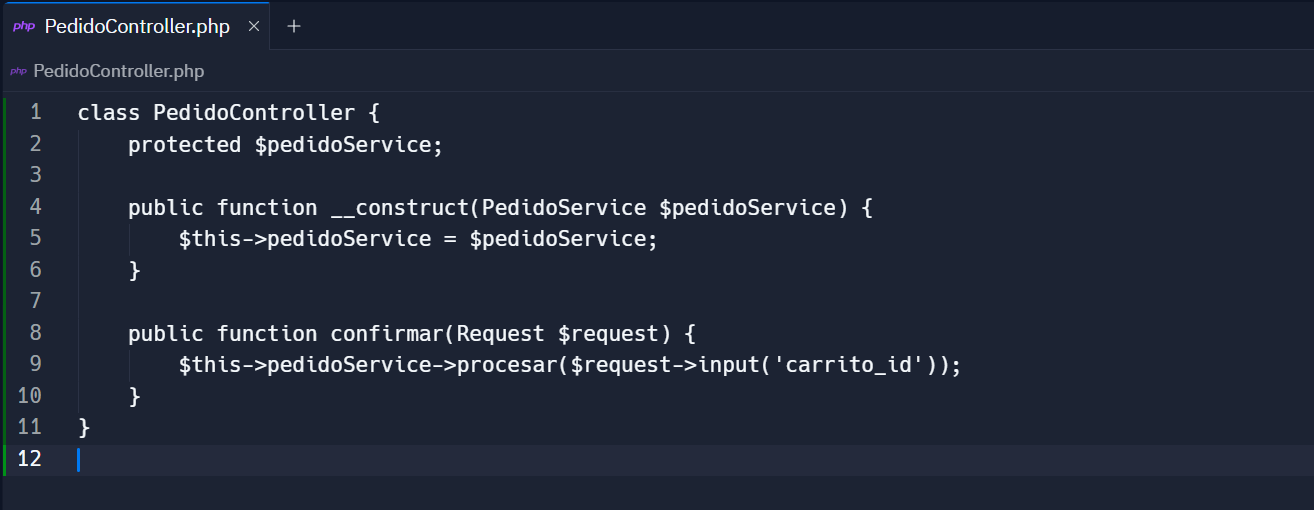 php PedidoController.php × +
php PedidoController.php
1 class PedidoController {
2     protected $pedidoService;
3
4     public function __construct(PedidoService $pedidoService) {
5         $this->pedidoService = $pedidoService;
6     }
7
8     public function confirmar(Request $request) {
9         $this->pedidoService->procesar($request->input('carrito_id'));
10     }
11 }
12